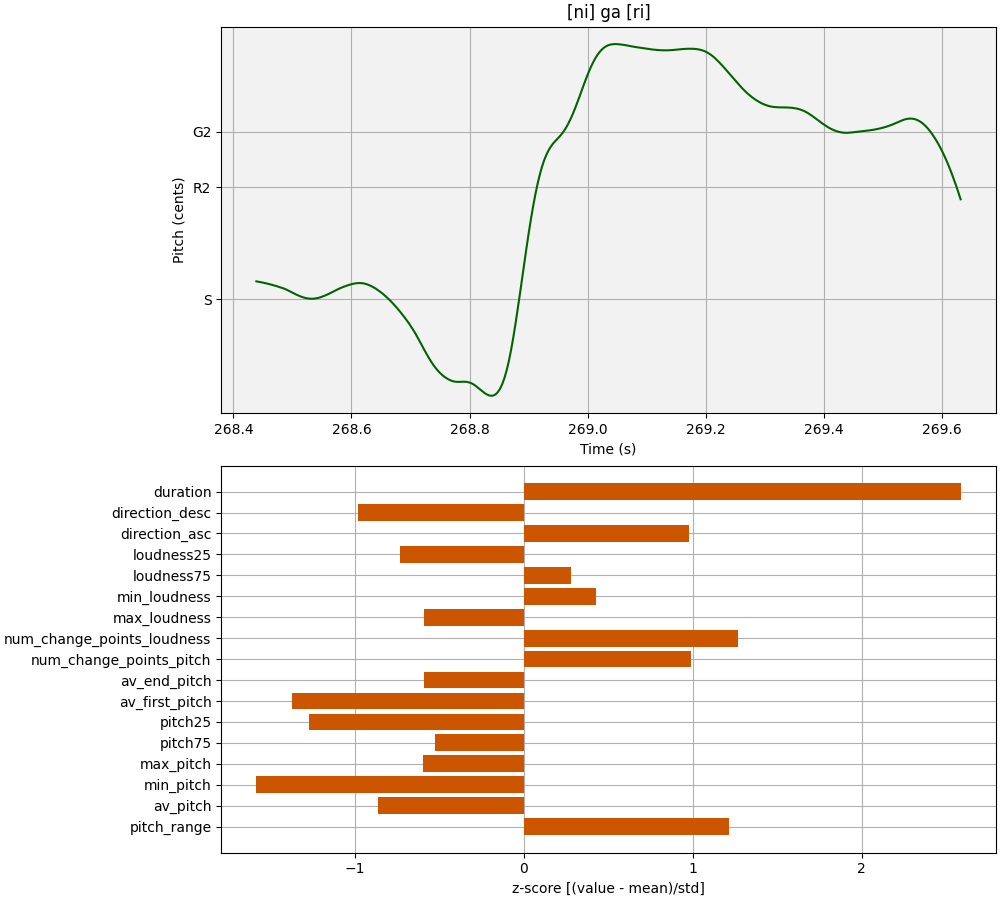 [ni] ga [ri]
Pitch (cents)
G2
R2
S
268.4 268.6 268.8 269.0 269.2 269.4 269.6
Time (s)
duration
direction_desc
direction_asc
loudness25
loudness75
min_loudness
max_loudness
num_change_points_loudness
num_change_points_pitch
av_end_pitch
av_first_pitch
pitch25
pitch75
max_pitch
min_pitch
av_pitch
pitch_range
−1 0 1 2
z-score [(value - mean)/std]